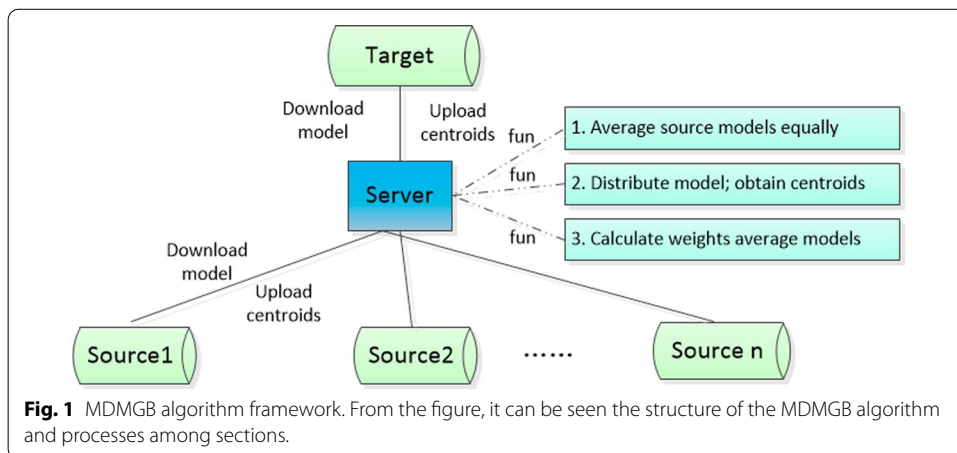 Target
Download
model
Upload
centroids
fun
1. Average source models equally
Server
fun
2. Distribute model; obtain centroids
fun
3. Calculate weights average models
Download
model
Upload
centroids
Source1
Source2
......
Source n
Fig. 1 MDMGB algorithm framework. From the figure, it can be seen the structure of the MDMGB algorithm
and processes among sections.